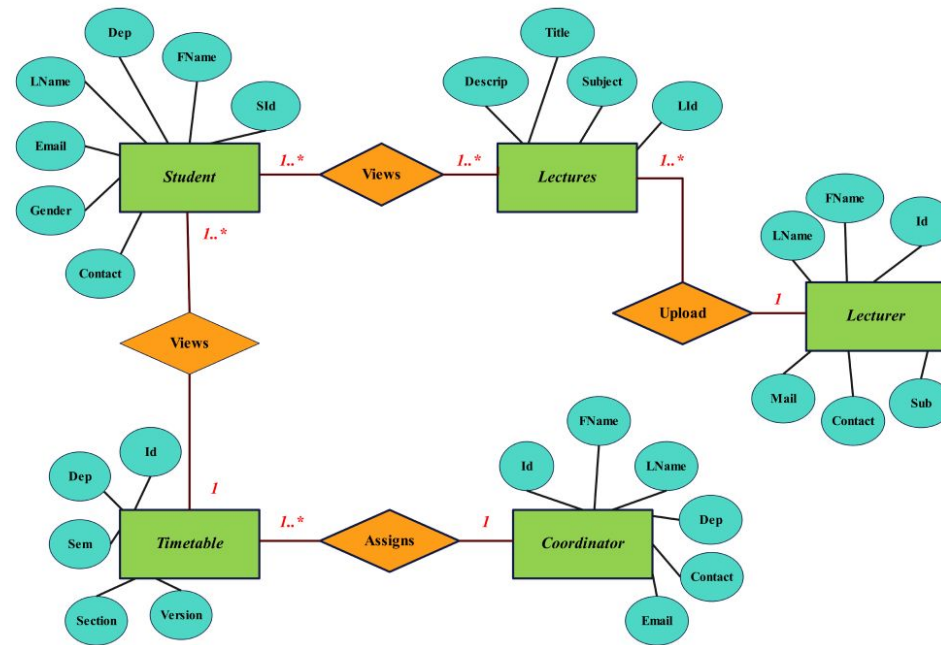 Dep
FName
LName
SId
Email
Gender
Contact
Student
1..*
Views
1..*
Title
Descrip
Subject
LId
Lectures
1..*
1..*
Upload
1
FName
LName
Id
Lecturer
Mail
Contact
Sub
Views
1
Id
Dep
Sem
Section
Version
Timetable
1..*
Assigns
1
FName
Id
LName
Dep
Contact
Email
Coordinator